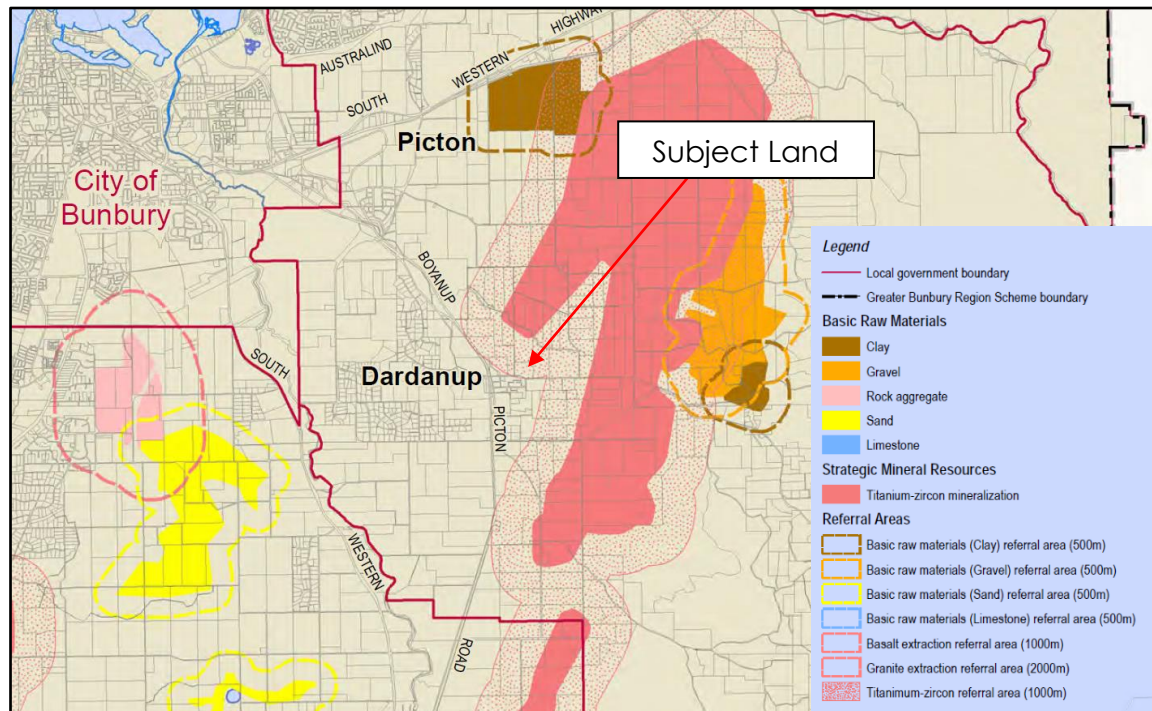 HIGHWAY
AUSTRALIND
WESTERN
SOUTH
Picton
Subject Land
City of
Bunbury
BOYANUP
SOUTH
Dardanup
PICTON
WESTERN
ROAD
Legend
Local government boundary
Greater Bunbury Region Scheme boundary
Basic Raw Materials
Clay
Gravel
Rock aggregate
Sand
Limestone
Strategic Mineral Resources
Titanium-zircon mineralization
Referral Areas
Basic raw materials (Clay) referral area (500m)
Basic raw materials (Gravel) referral area (500m)
Basic raw materials (Sand) referral area (500m)
Basic raw materials (Limestone) referral area (500m)
Basalt extraction referral area (1000m)
Granite extraction referral area (2000m)
Titanimum-zircon referral area (1000m)